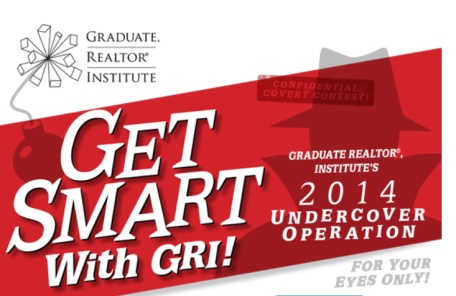 GRADUATE,
REALTOR®
INSTITUTE
CONFIDENTIAL
COVERT CONTEST!
GET
SMART
With GRI!
GRADUATE REALTOR®,
INSTITUTE'S
2014
UNDERCOVER
OPERATION
FOR YOUR
EYES ONLY!